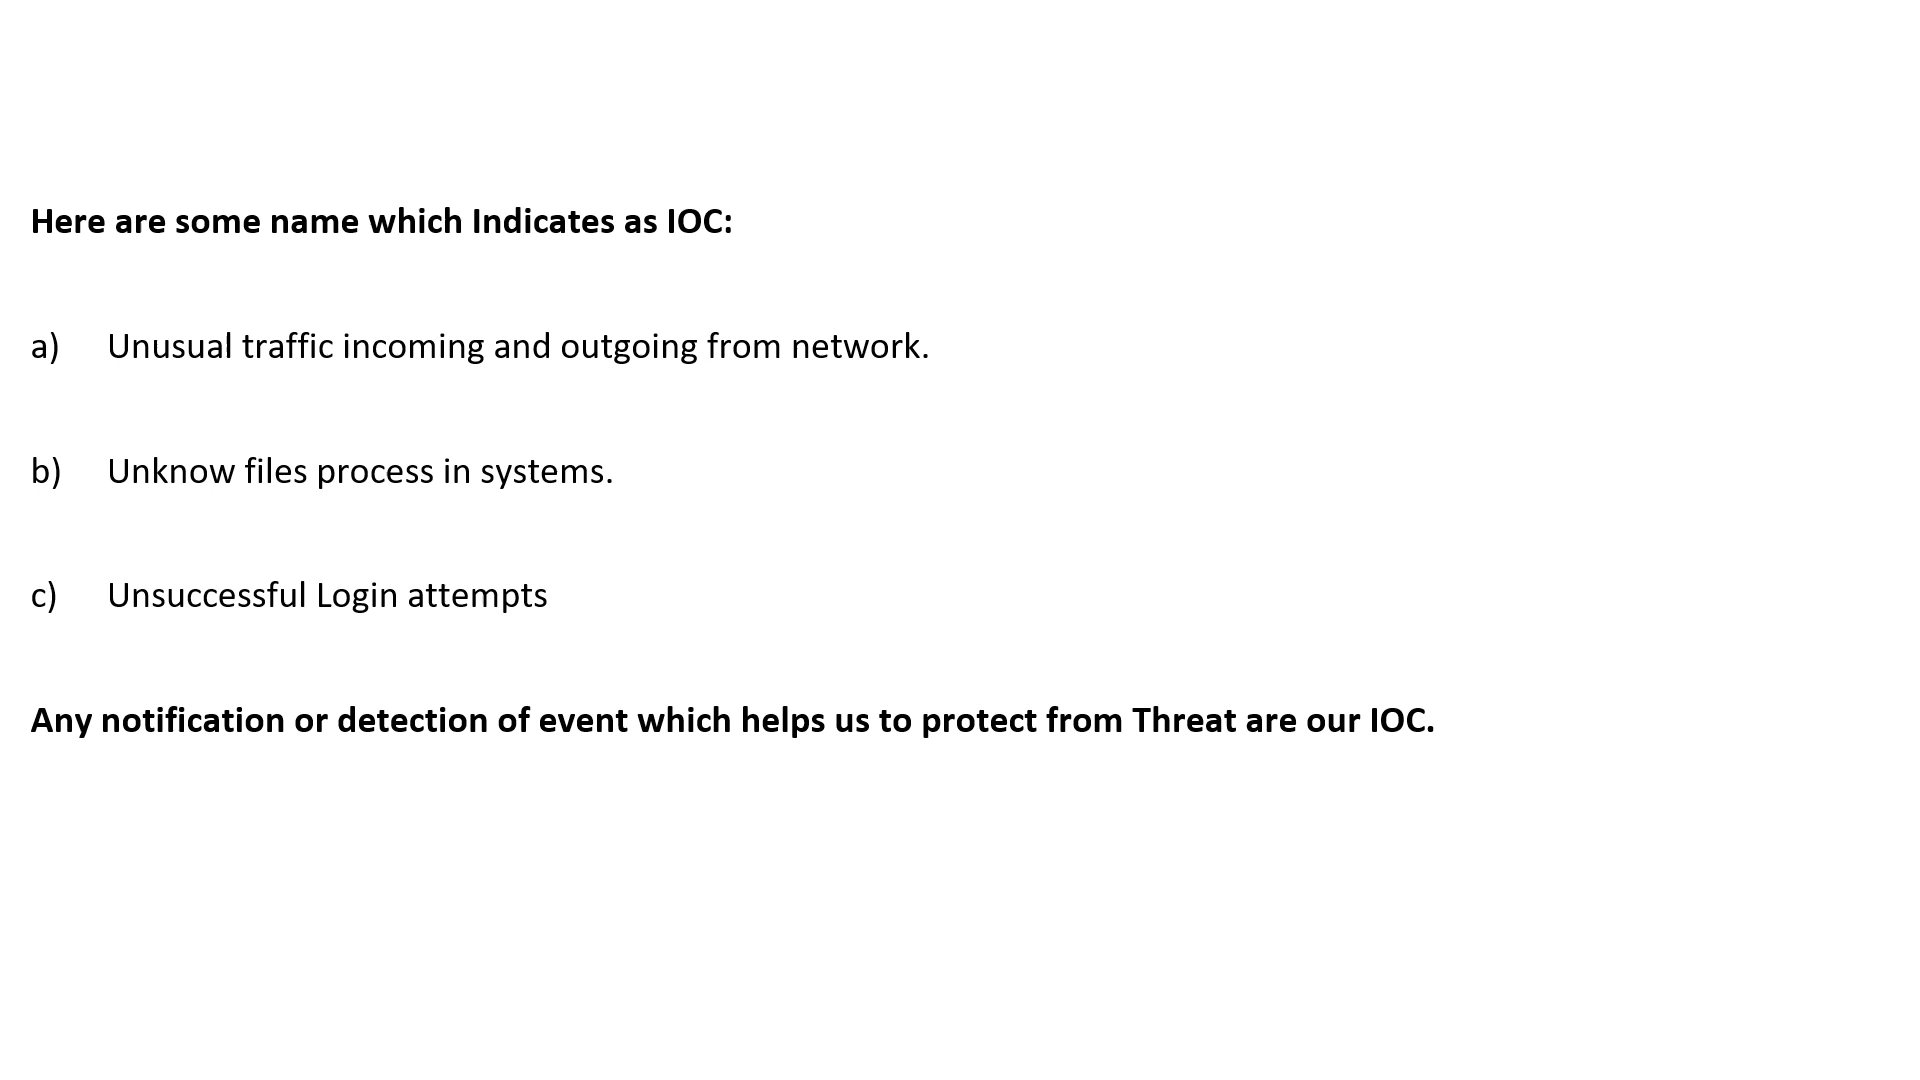 Here are some name which Indicates as IOC:
a) Unusual traffic incoming and outgoing from network.
b) Unknow files process in systems.
c) Unsuccessful Login attempts
Any notification or detection of event which helps us to protect from Threat are our IOC.